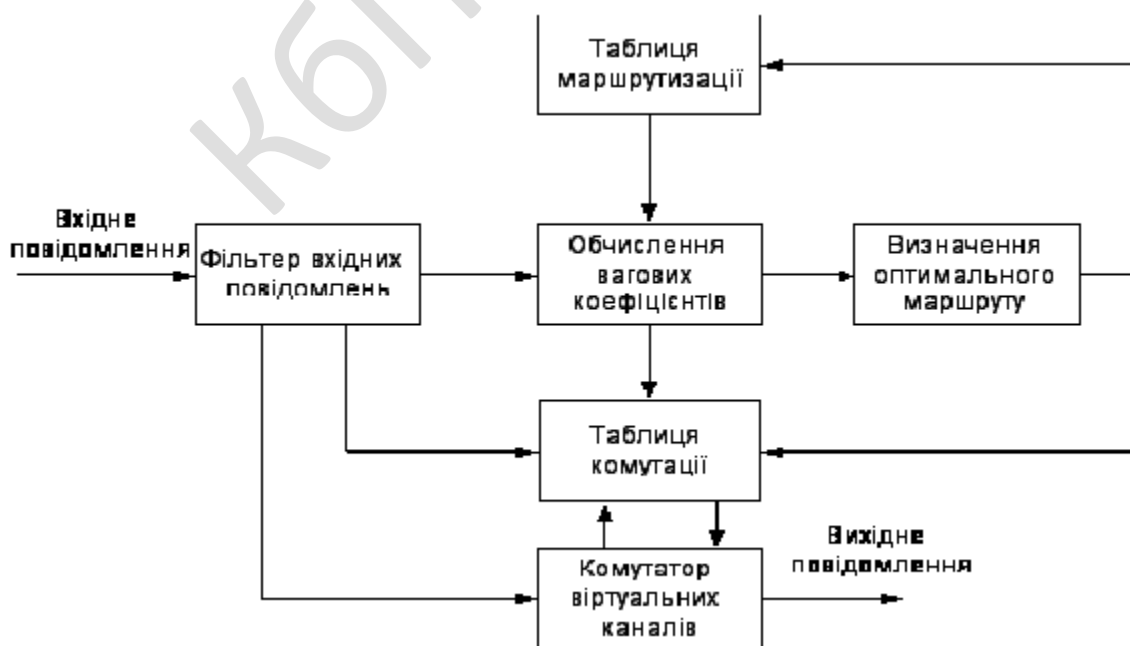 Таблиця
маршрутизації
Вхідне
повідомлення
Фільтер вхідних
повідомлень
Обчислення
вагових
коефіцієнтів
Визначення
оптимального
маршруту
Таблиця
комутації
Вихідне
повідомлення
Комутатор
віртуальних
каналів